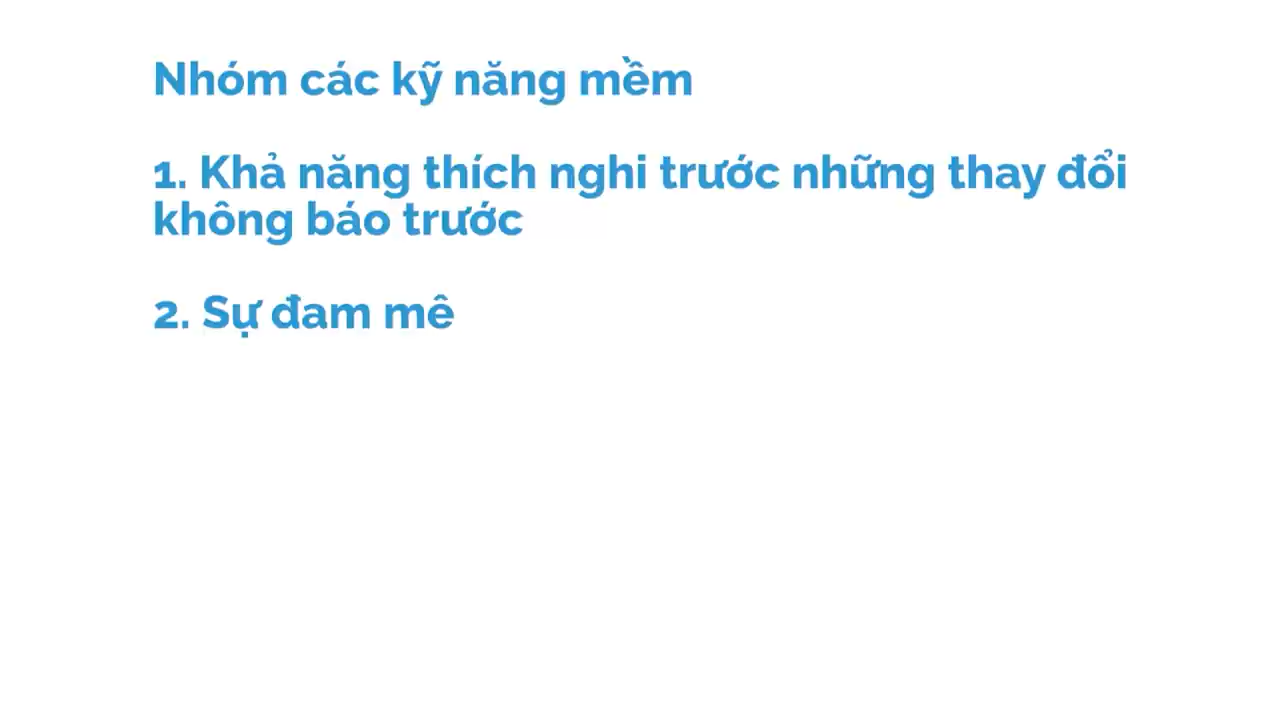 Nhóm các kỹ năng mềm
1. Khả năng thích nghi trước những thay đổi
không báo trước
2. Sự đam mê